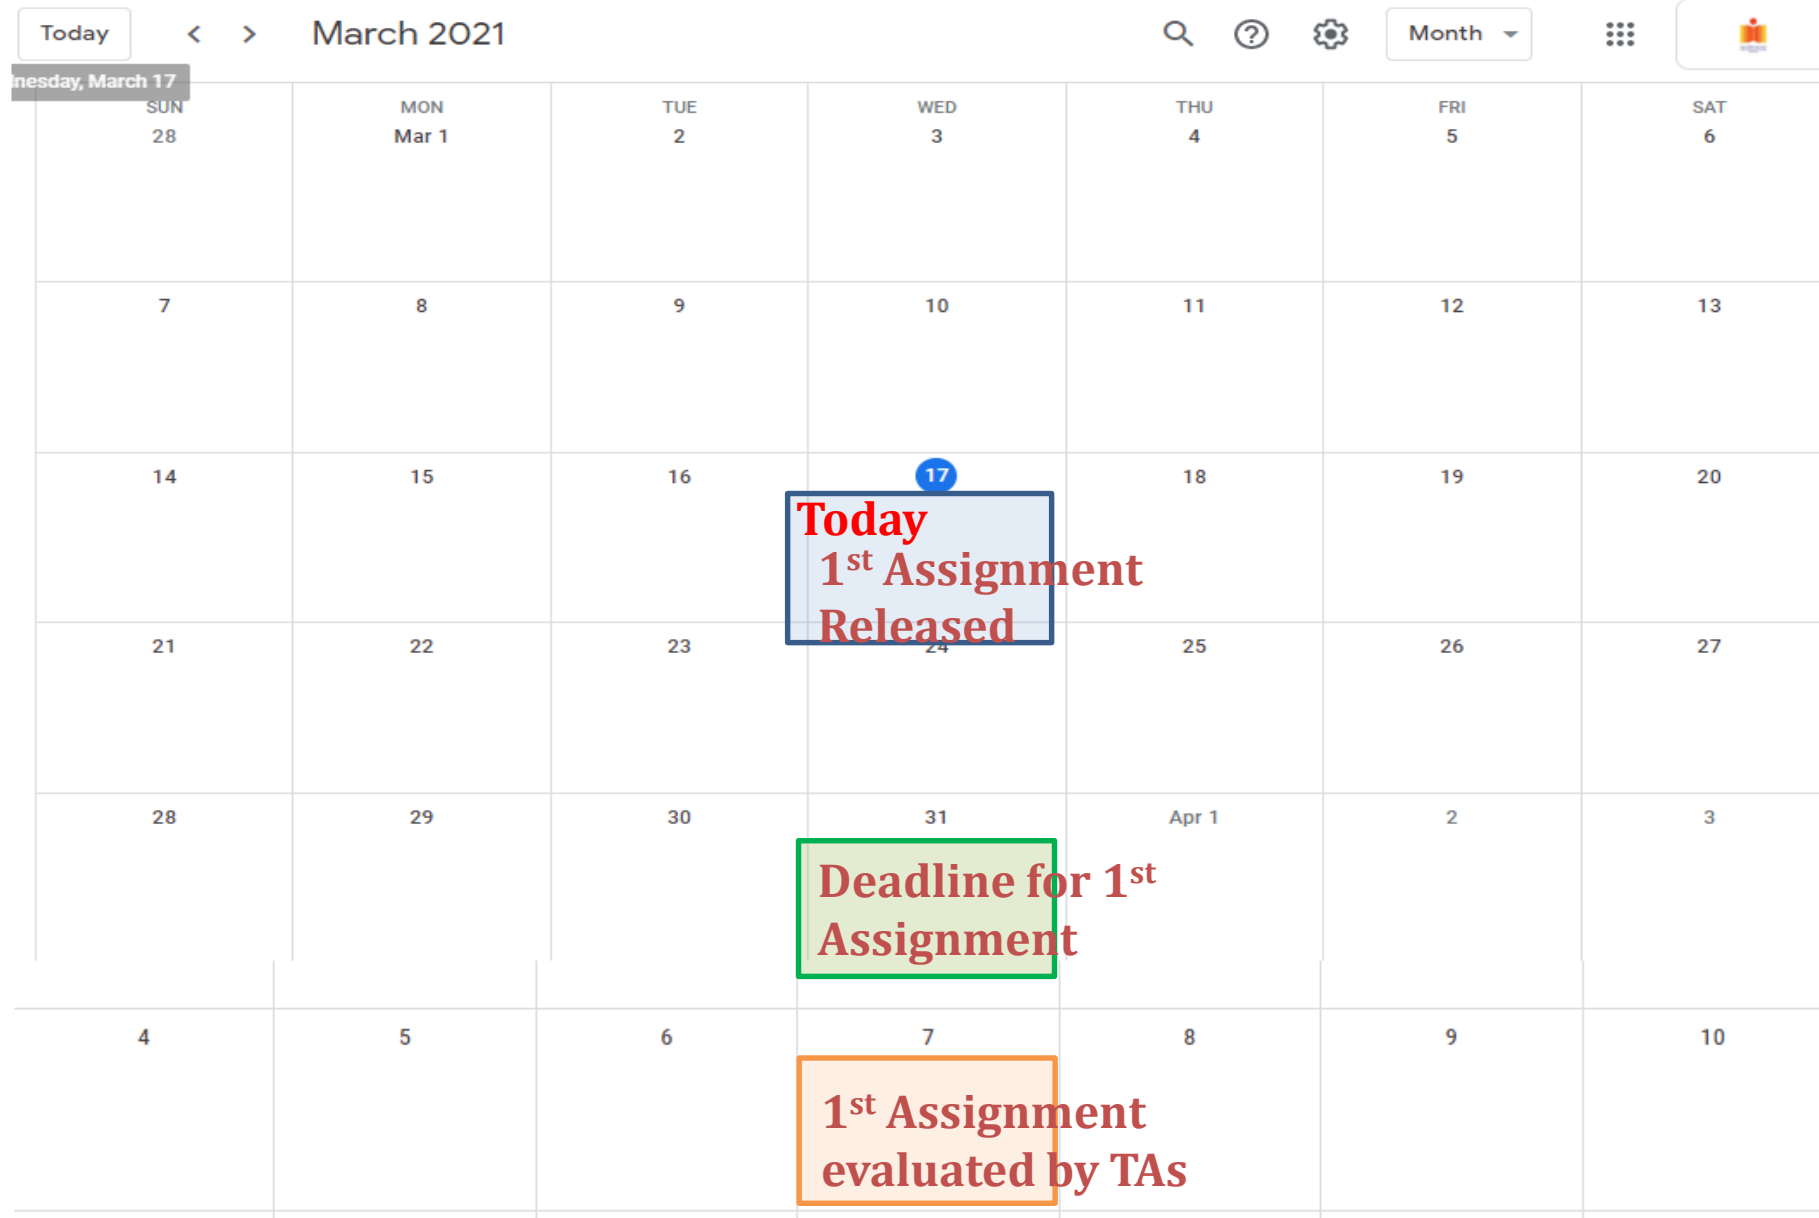 Today < > March 2021 Month
nesday, March 17
SUN MON TUE WED THU FRI SAT
28 Mar 1 2 3 4 5 6
7 8 9 10 11 12 13
14 15 16 17 18 19 20
Today
1st Assignment
Released
21 22 23 24 25 26 27
28 29 30 31 Apr 1 2 3
Deadline for 1st
Assignment
4 5 6 7 8 9 10
1st Assignment
evaluated by TAs